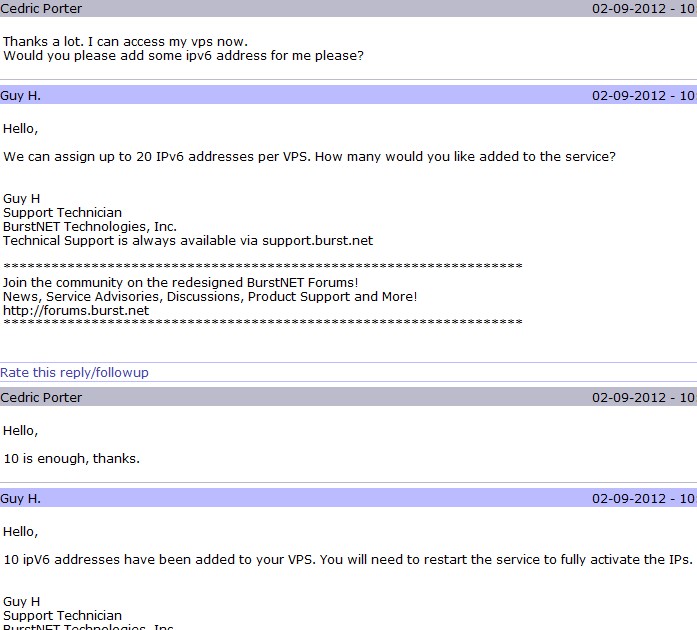 Cedric Porter 02-09-2012 - 10
Thanks a lot. I can access my vps now.
Would you please add some ipv6 address for me please?
Guy H. 02-09-2012 - 10
Hello,
We can assign up to 20 IPv6 addresses per VPS. How many would you like added to the service?
Guy H
Support Technician
BurstNET Technologies, Inc.
Technical Support is always available via support.burst.net
*****************************************************************
Join the community on the redesigned BurstNET Forums!
News, Service Advisories, Discussions, Product Support and More!
http://forums.burst.net
*****************************************************************
Rate this reply/followup
Cedric Porter 02-09-2012 - 10
Hello,
10 is enough, thanks.
Guy H. 02-09-2012 - 10
Hello,
10 ipV6 addresses have been added to your VPS. You will need to restart the service to fully activate the IPs.
Guy H
Support Technician
BurstNET Technologies, Inc.